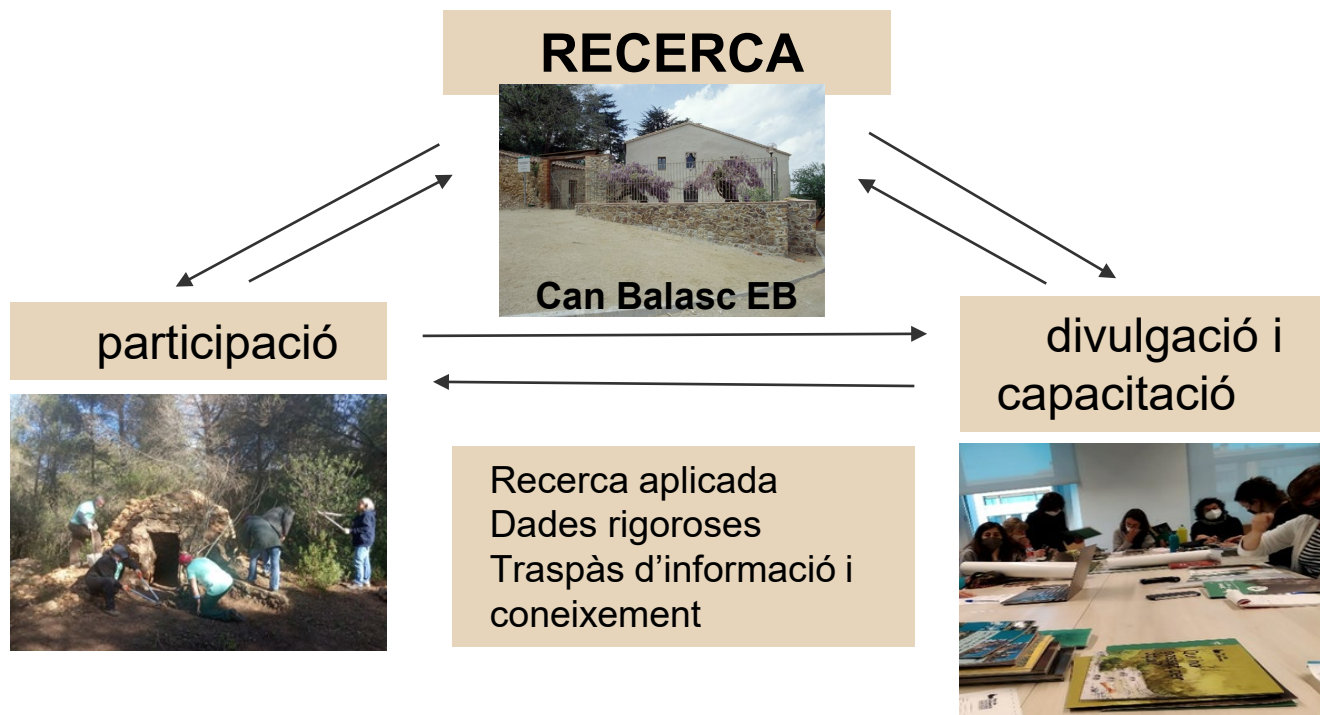 RECERCA
Can Balasc EB
participació
divulgació i
capacitació
Recerca aplicada
Dades rigoroses
Traspàs d’informació i
coneixement